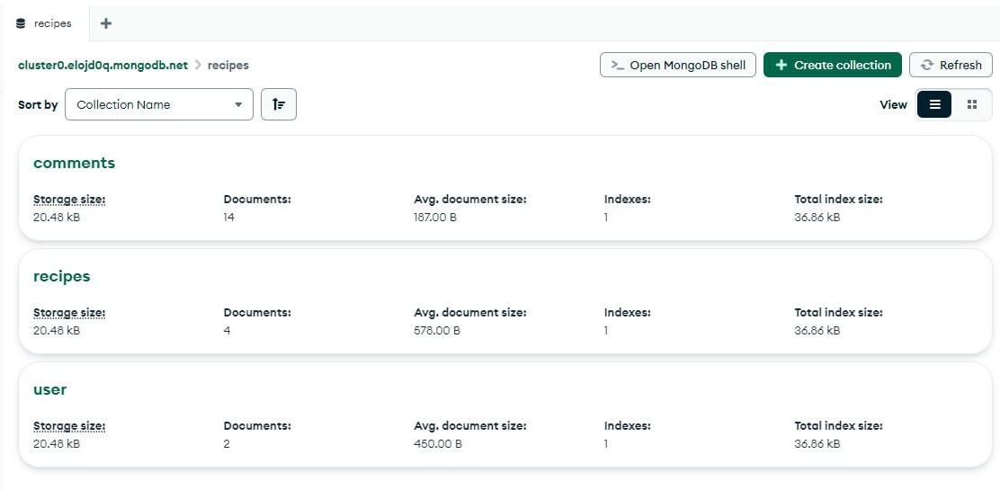 recipes
cluster0.elojd0q.mongodb.net > recipes
>_ Open MongoDB shell
+ Create collection
Refresh
Sort by
Collection Name
View
comments
Storage size: Documents: Avg. document size: Indexes: Total index size:
20.48 kB 14 187.00 B 1 36.86 kB
recipes
Storage size: Documents: Avg. document size: Indexes: Total index size:
20.48 kB 4 578.00 B 1 36.86 kB
user
Storage size: Documents: Avg. document size: Indexes: Total index size:
20.48 kB 2 450.00 B 1 36.86 kB